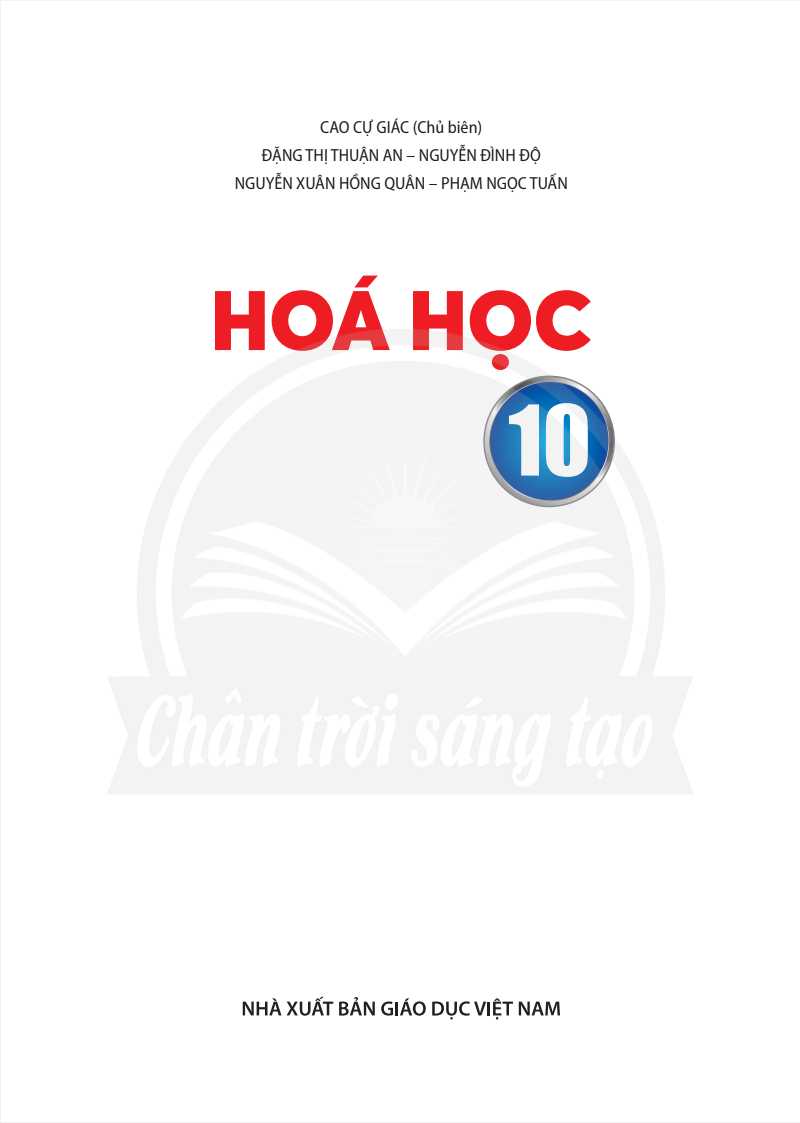 CAO CỰ GIÁC (Chủ biên)
ĐẶNG THỊ THUẬN AN – NGUYỄN ĐÌNH ĐỘ
NGUYỄN XUÂN HỒNG QUÂN – PHẠM NGỌC TUẤN
HOÁ HỌC
10
Chân trời sáng tạo
NHÀ XUẤT BẢN GIÁO DỤC VIỆT NAM